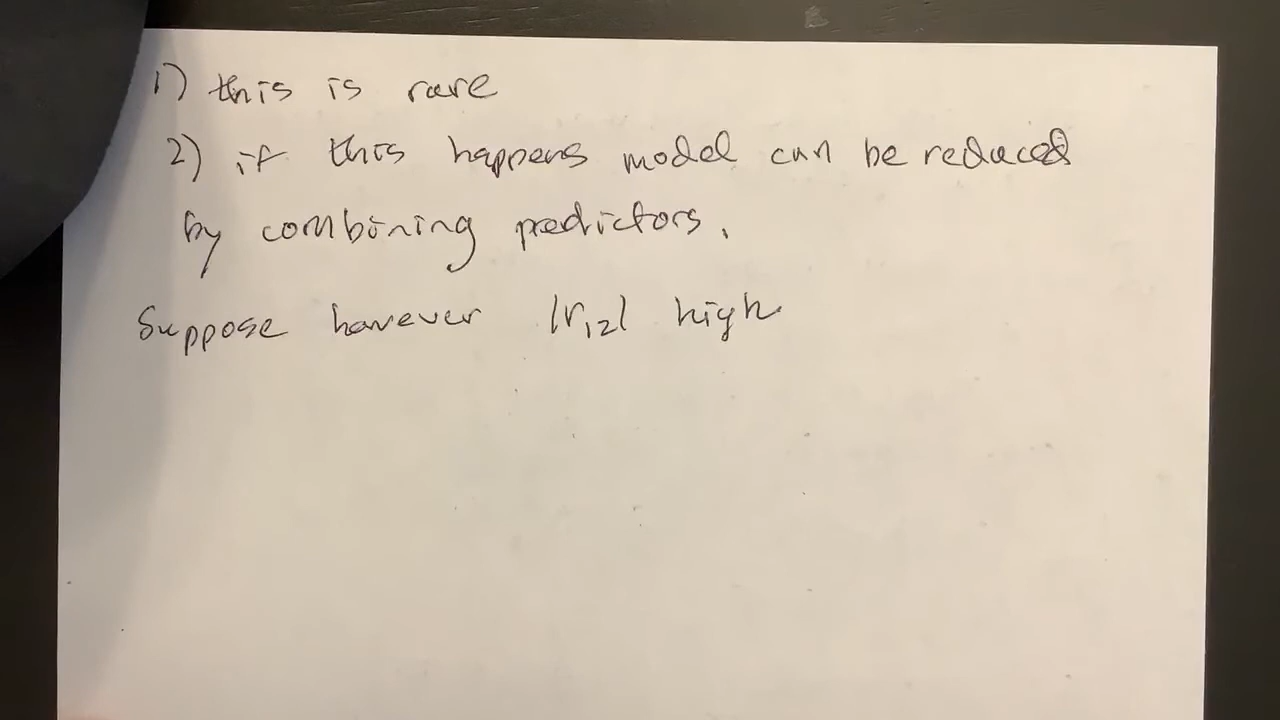 1) this is rare
2) if this happens model can be reduced
by combining predictors.
Suppose however |r₁₂| high